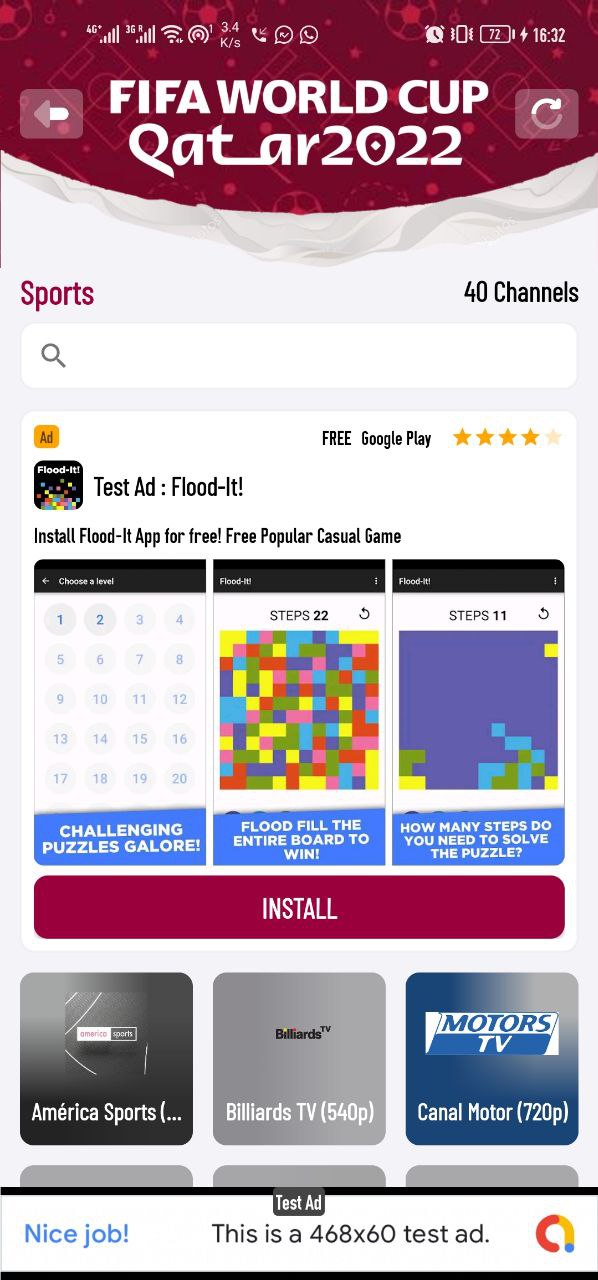 4G+ 3G R 3.4 K/s 1 72 16:32
FIFA WORLD CUP
Qatar2022
Sports 40 Channels
Ad FREE Google Play
Flood-It!
Test Ad : Flood-It!
Install Flood-It App for free! Free Popular Casual Game
Choose a level
1 2 3 4
5 6 7 8
9 10 11 12
13 14 15 16
17 18 19 20
CHALLENGING
PUZZLES GALORE!
Flood-It!
STEPS 22
FLOOD FILL THE
ENTIRE BOARD TO
WIN!
Flood-It!
STEPS 11
HOW MANY STEPS DO
YOU NEED TO SOLVE
THE PUZZLE?
INSTALL
america sports
América Sports (...
Billiards TV
Billiards TV (540p)
MOTORS
TV
Canal Motor (720p)
Test Ad
Nice job! This is a 468x60 test ad.